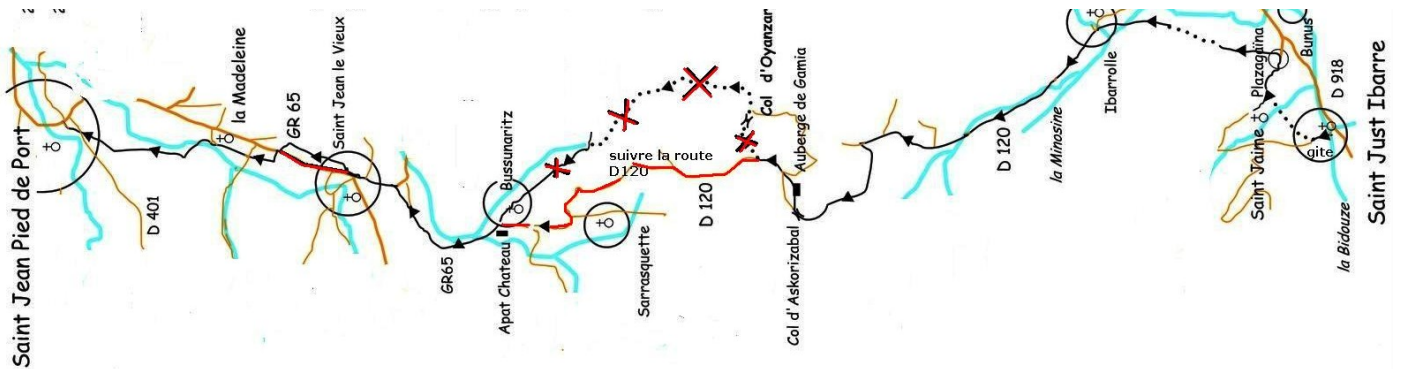 Saint Jean Pied de Port
D 401
la Madeleine
GR 65
Saint Jean le Vieux
GR65
Apat Chateau
Bussunaritz
suivre la route
D120
Sarrasquette
D 120
Col d'Oyanzar
Auberge de Gamia
Col d'Askorizabal
D 120
la Minosine
Ibarrolle
Plazagaina
Saint J'aime
Bunus
D 918
gite
la Bidouze
Saint Just Ibarre